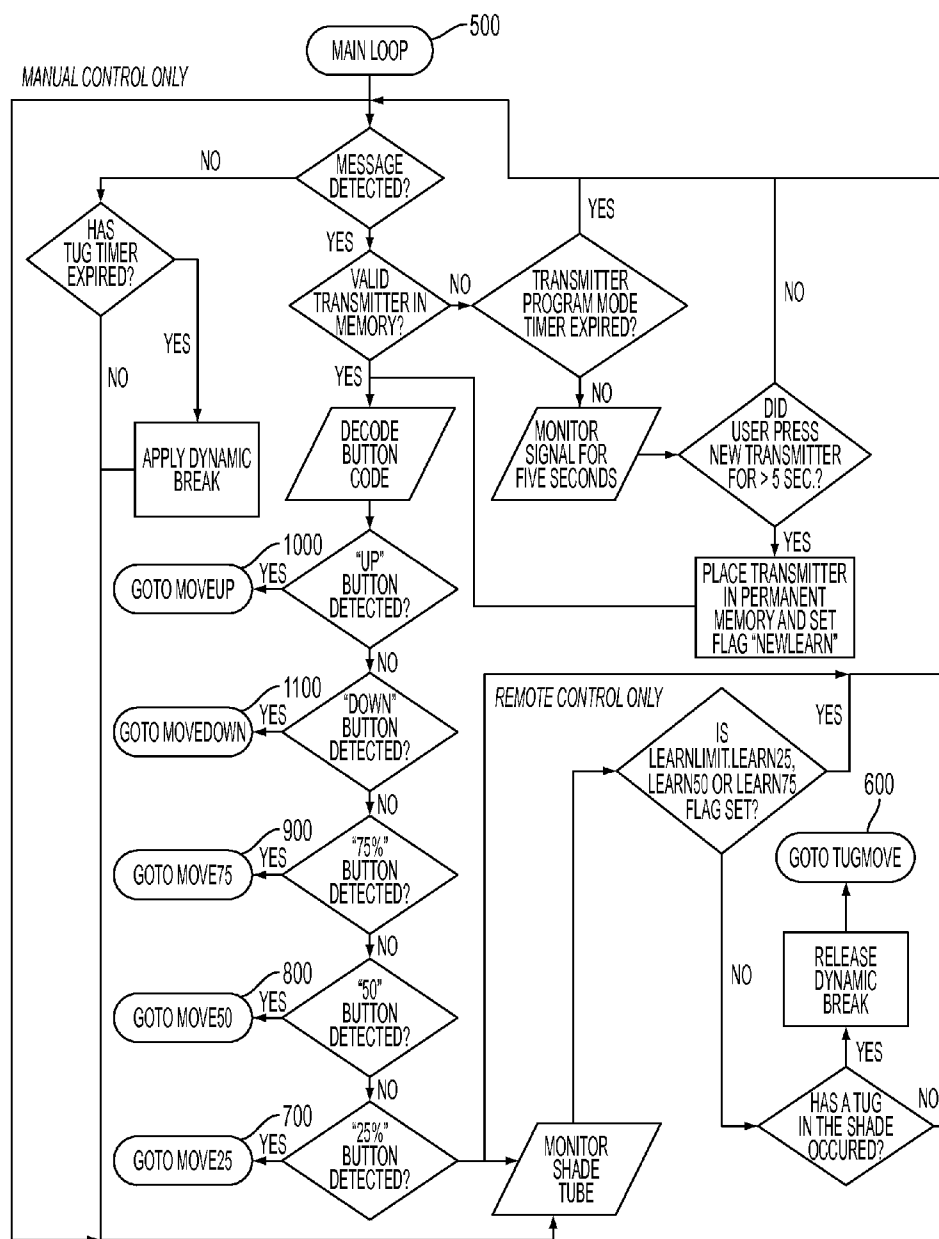 500
MAIN LOOP
MANUAL CONTROL ONLY
NO
MESSAGE
DETECTED?
YES
HAS
TUG TIMER
EXPIRED?
YES
NO
APPLY DYNAMIC
BREAK
VALID
TRANSMITTER IN
MEMORY?
NO
YES
TRANSMITTER
PROGRAM MODE
TIMER EXPIRED?
YES
NO
MONITOR
SIGNAL FOR
FIVE SECONDS
NO
DID
USER PRESS
NEW TRANSMITTER
FOR > 5 SEC.?
YES
PLACE TRANSMITTER
IN PERMANENT
MEMORY AND SET
FLAG "NEWLEARN"
DECODE
BUTTON
CODE
1000
GOTO MOVEUP
YES
"UP"
BUTTON
DETECTED?
NO
1100
GOTO MOVEDOWN
YES
"DOWN"
BUTTON
DETECTED?
NO
900
GOTO MOVE75
YES
"75%"
BUTTON
DETECTED?
NO
800
GOTO MOVE50
YES
"50"
BUTTON
DETECTED?
NO
700
GOTO MOVE25
YES
"25%"
BUTTON
DETECTED?
REMOTE CONTROL ONLY
MONITOR
SHADE
TUBE
IS
LEARNLIMIT.LEARN25,
LEARN50 OR LEARN75
FLAG SET?
YES
NO
600
GOTO TUGMOVE
RELEASE
DYNAMIC
BREAK
YES
HAS A TUG
IN THE SHADE
OCCURED?
NO